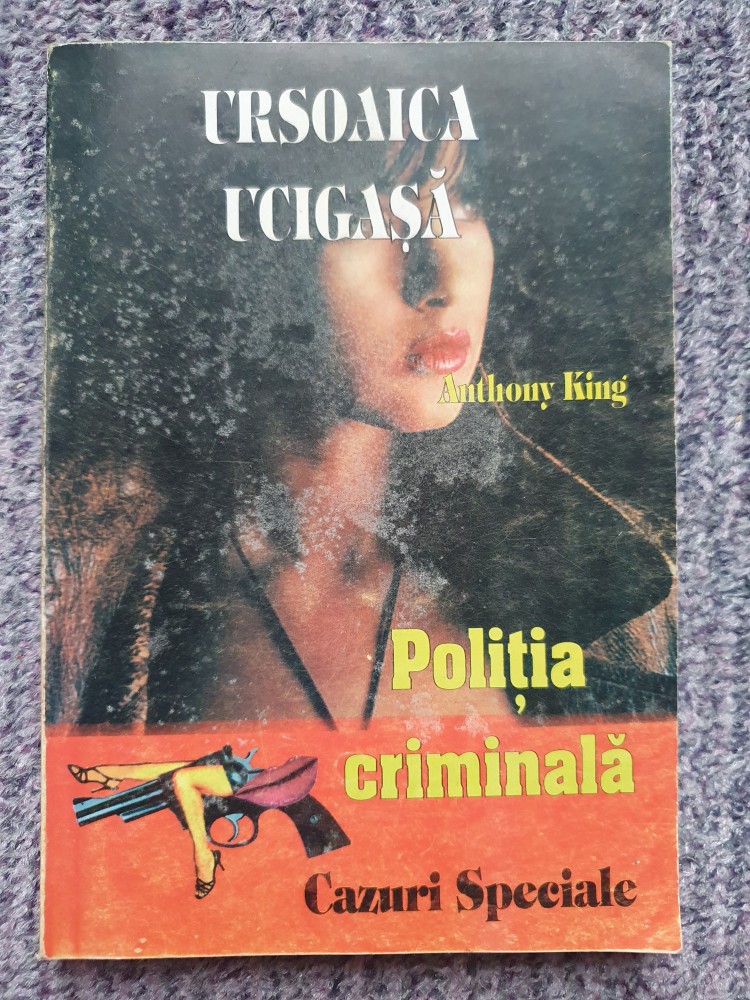 URSOAICA
UCIGAȘĂ
Anthony King
Poliția
criminală
Cazuri Speciale